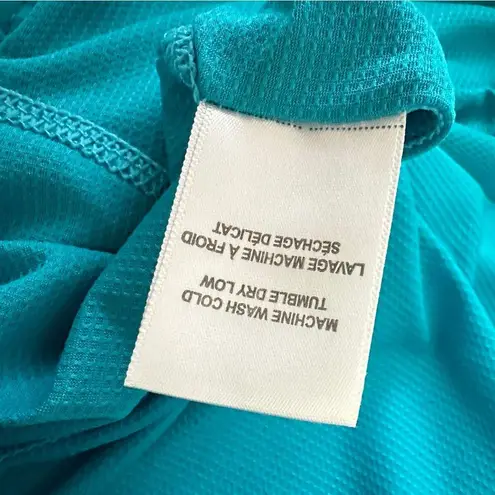 MACHINE WASH COLD
TUMBLE DRY LOW
LAVAGE MACHINE À FROID
SÉCHAGE DÉLICAT